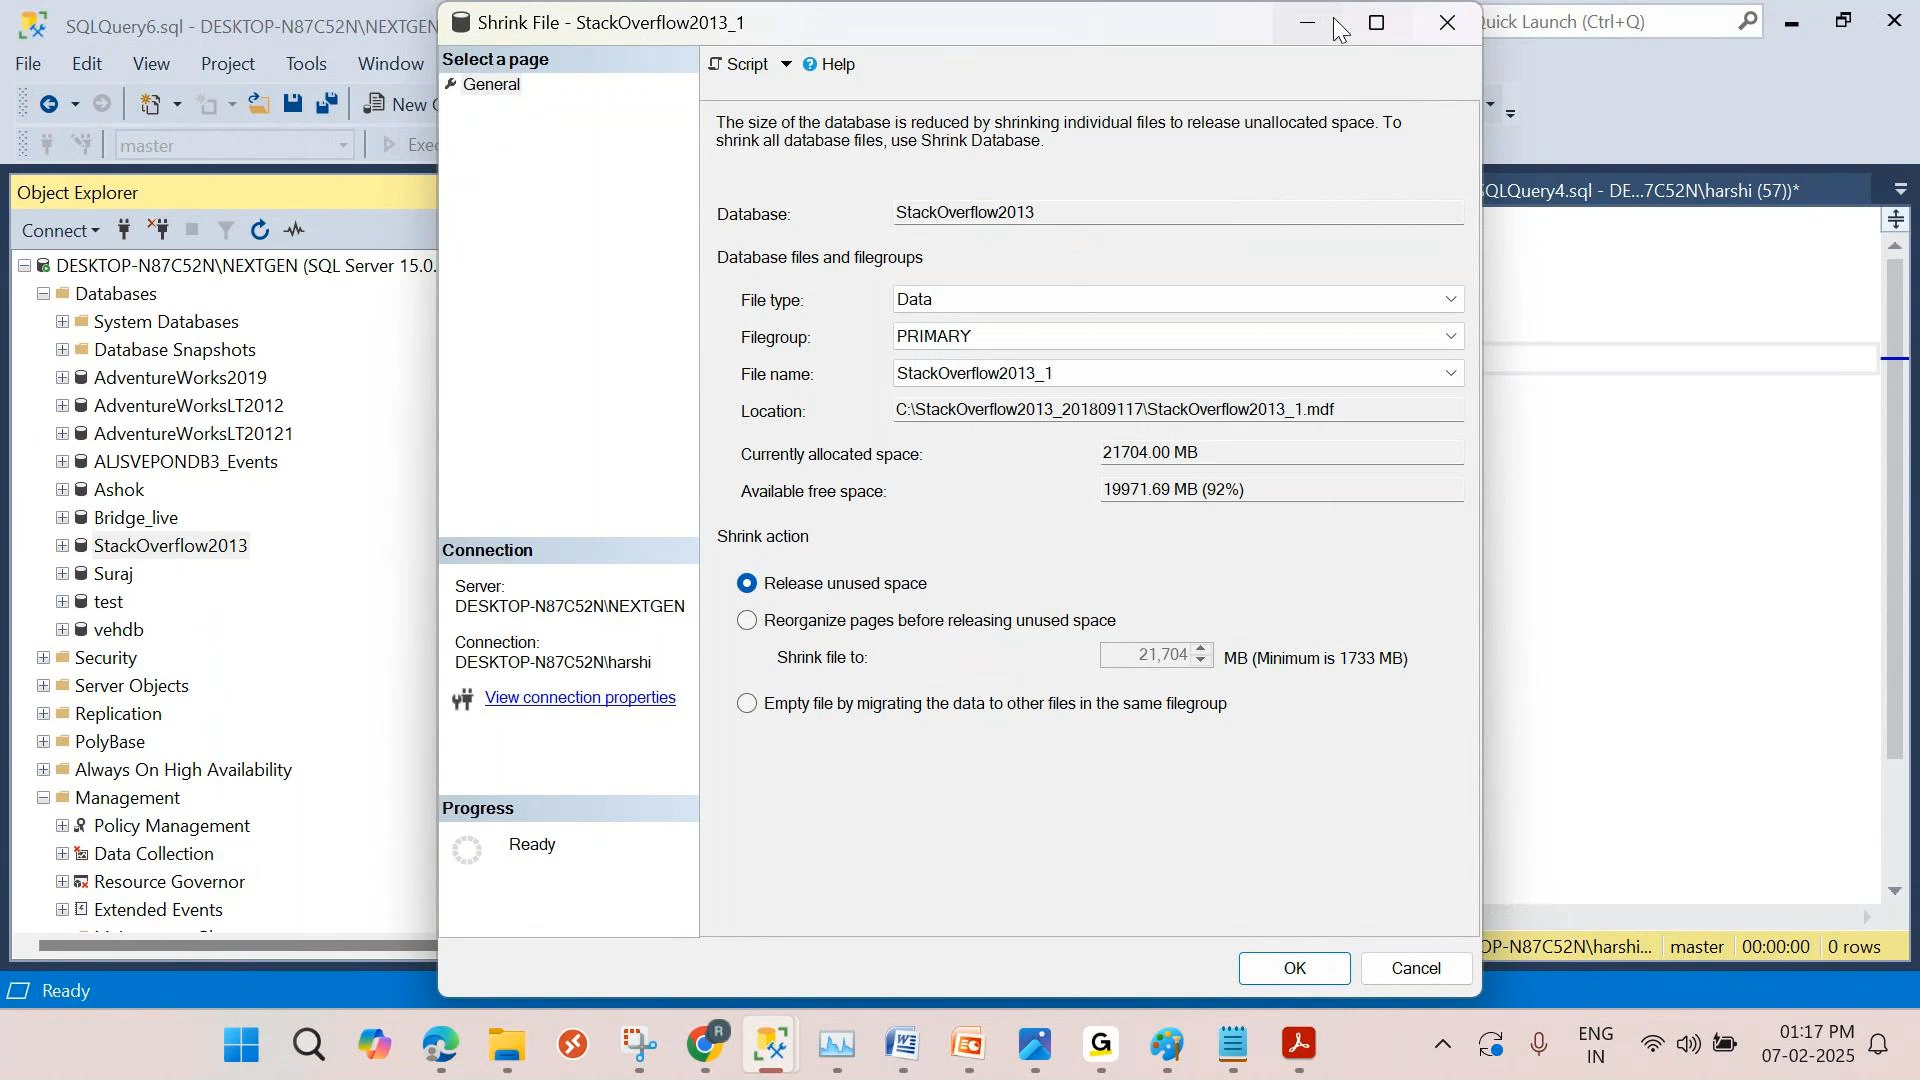 SQLQuery6.sql - DESKTOP-N87C52N\NEXTGEN
Shrink File - StackOverflow2013_1
Quick Launch (Ctrl+Q)
File Edit View Project Tools Window
master
Object Explorer
Connect
DESKTOP-N87C52N\NEXTGEN (SQL Server 15.0.
Databases
System Databases
Database Snapshots
AdventureWorks2019
AdventureWorksLT2012
AdventureWorksLT20121
ALJSVEPONDB3_Events
Ashok
Bridge_live
StackOverflow2013
Suraj
test
vehdb
Security
Server Objects
Replication
PolyBase
Always On High Availability
Management
Policy Management
Data Collection
Resource Governor
Extended Events
Ready
Select a page
General
Connection
Server:
DESKTOP-N87C52N\NEXTGEN
Connection:
DESKTOP-N87C52N\harshi
View connection properties
Progress
Ready
Script Help
The size of the database is reduced by shrinking individual files to release unallocated space. To
shrink all database files, use Shrink Database.
Database: StackOverflow2013
Database files and filegroups
File type: Data
Filegroup: PRIMARY
File name: StackOverflow2013_1
Location: C:\StackOverflow2013_201809117\StackOverflow2013_1.mdf
Currently allocated space: 21704.00 MB
Available free space: 19971.69 MB (92%)
Shrink action
Release unused space
Reorganize pages before releasing unused space
Shrink file to: 21,704 MB (Minimum is 1733 MB)
Empty file by migrating the data to other files in the same filegroup
OK Cancel
SQLQuery4.sql - DE...7C52N\harshi (57))*
OP-N87C52N\harshi... master 00:00:00 0 rows
ENG
IN
01:17 PM
07-02-2025